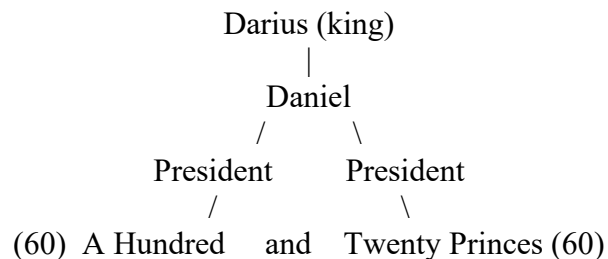 Darius (king)
|
Daniel
/ \
President President
/ \
(60) A Hundred and Twenty Princes (60)